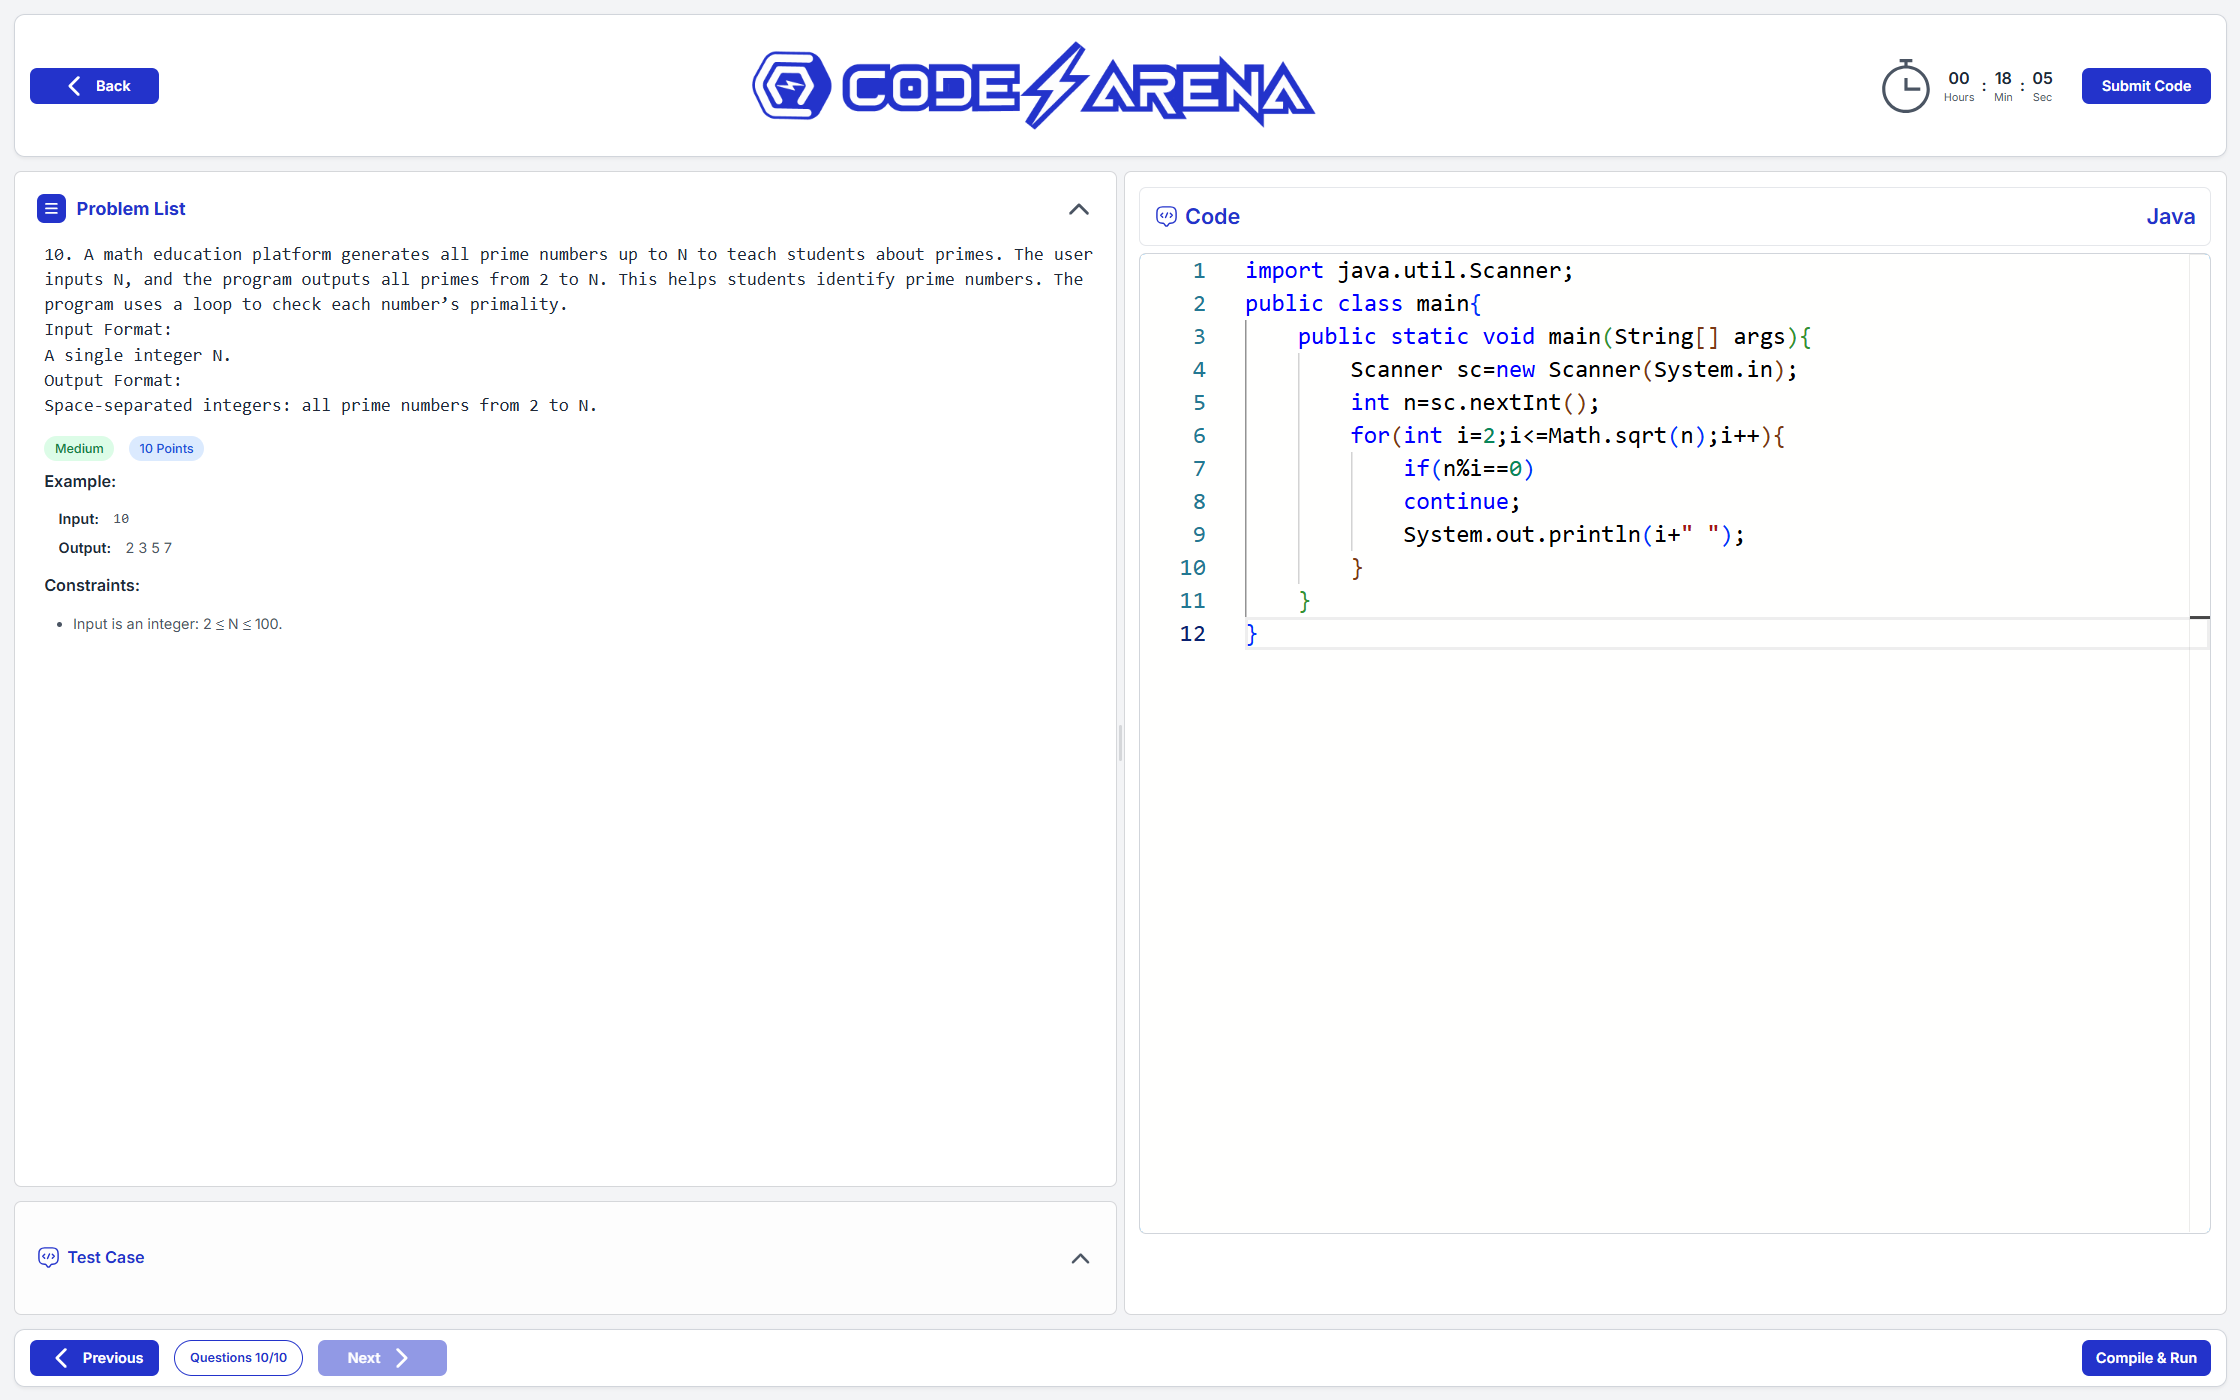 Back
CODE ARENA
00 : 18 : 05
Hours Min Sec
Submit Code
Problem List
10. A math education platform generates all prime numbers up to N to teach students about primes. The user
inputs N, and the program outputs all primes from 2 to N. This helps students identify prime numbers. The
program uses a loop to check each number’s primality.
Input Format:
A single integer N.
Output Format:
Space-separated integers: all prime numbers from 2 to N.
Medium 10 Points
Example:
Input: 10
Output: 2 3 5 7
Constraints:
• Input is an integer: 2 ≤ N ≤ 100.
Test Case
Code Java
1 import java.util.Scanner;
2 public class main{
3     public static void main(String[] args){
4         Scanner sc=new Scanner(System.in);
5         int n=sc.nextInt();
6         for(int i=2;i<=Math.sqrt(n);i++){
7             if(n%i==0)
8             continue;
9             System.out.println(i+" ");
10         }
11     }
12 }
Previous
Questions 10/10
Next
Compile & Run